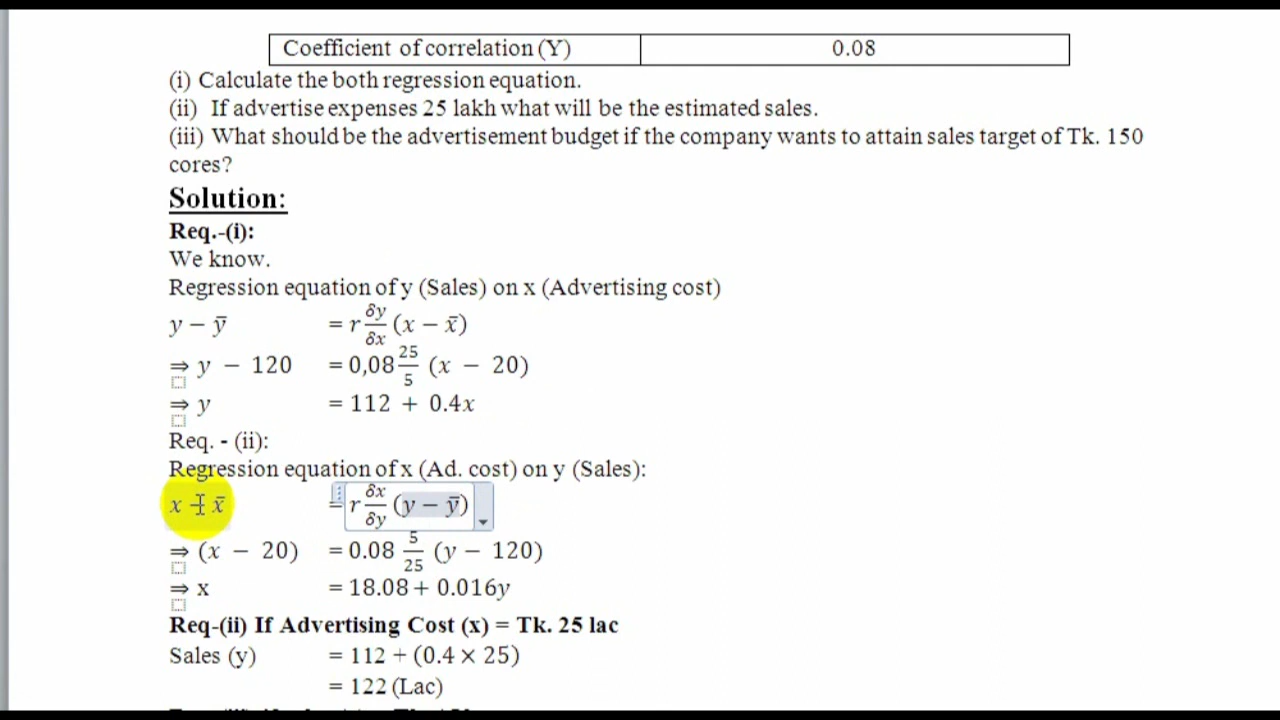 Coefficient of correlation (Y) 0.08
(i) Calculate the both regression equation.
(ii) If advertise expenses 25 lakh what will be the estimated sales.
(iii) What should be the advertisement budget if the company wants to attain sales target of Tk. 150
cores?
Solution:
Req.-(i):
We know.
Regression equation of y (Sales) on x (Advertising cost)
y − ȳ = r δy/δx (x − x̄)
⇒ y − 120 = 0,08 25/5 (x − 20)
⇒ y = 112 + 0.4x
Req. - (ii):
Regression equation of x (Ad. cost) on y (Sales):
x − x̄ = r δx/δy (y − ȳ)
⇒ (x − 20) = 0.08 5/25 (y − 120)
⇒ x = 18.08 + 0.016y
Req-(ii) If Advertising Cost (x) = Tk. 25 lac
Sales (y) = 112 + (0.4 × 25)
= 122 (Lac)